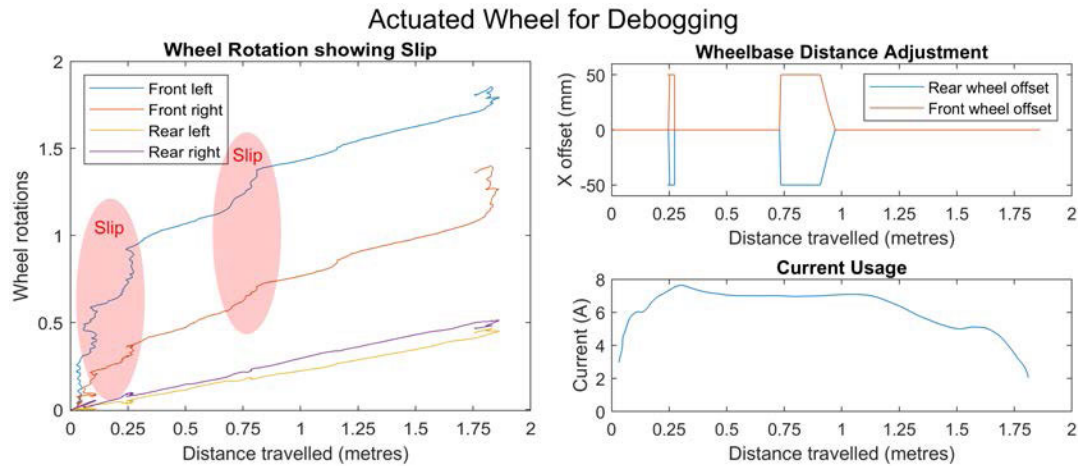 Actuated Wheel for Debogging
Wheel Rotation showing Slip
2
1.5
1
0.5
0
Wheel rotations
Front left
Front right
Rear left
Rear right
Slip
Slip
0 0.25 0.5 0.75 1 1.25 1.5 1.75 2
Distance travelled (metres)
Wheelbase Distance Adjustment
50
0
-50
X offset (mm)
Rear wheel offset
Front wheel offset
0 0.25 0.5 0.75 1 1.25 1.5 1.75 2
Distance travelled (metres)
Current Usage
8
6
4
2
0
Current (A)
0 0.25 0.5 0.75 1 1.25 1.5 1.75 2
Distance travelled (metres)